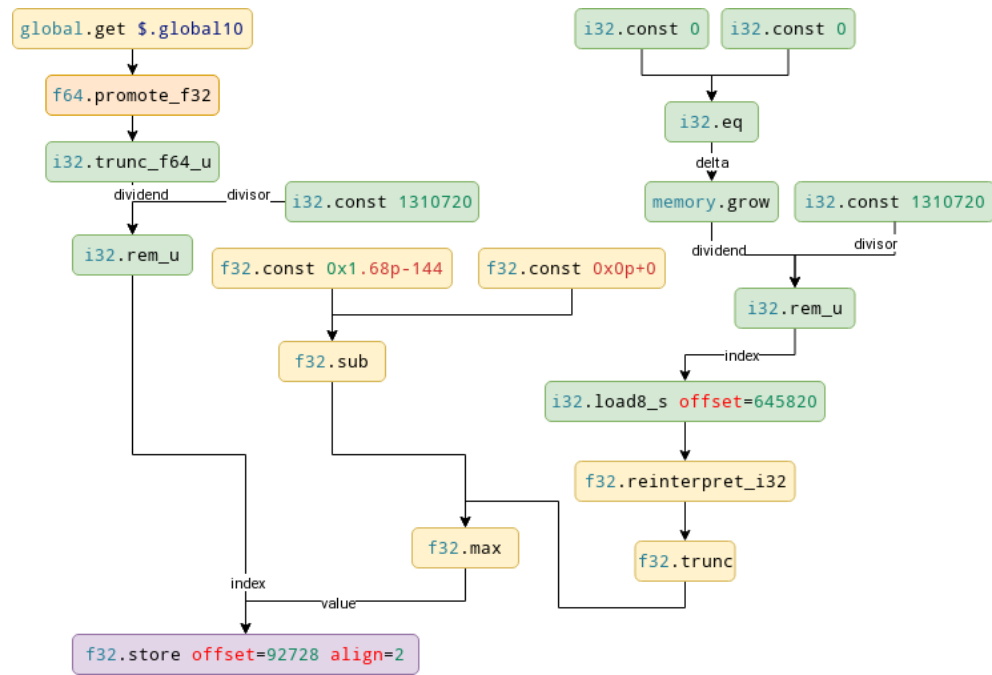 global.get $.global10
i32.const 0
i32.const 0
f64.promote_f32
i32.eq
i32.trunc_f64_u
delta
dividend
divisor
i32.const 1310720
memory.grow
i32.const 1310720
dividend
divisor
i32.rem_u
f32.const 0x1.68p-144
f32.const 0x0p+0
i32.rem_u
f32.sub
index
i32.load8_s offset=645820
f32.reinterpret_i32
f32.max
f32.trunc
index
value
f32.store offset=92728 align=2